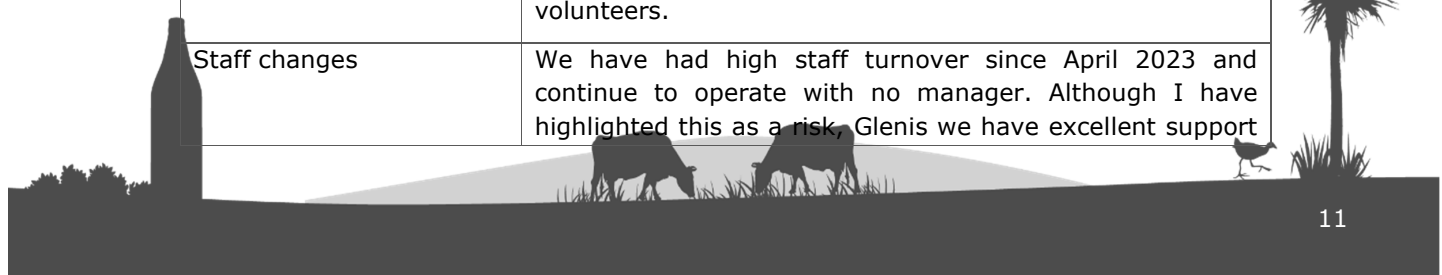 volunteers.
Staff changes
We have had high staff turnover since April 2023 and
continue to operate with no manager. Although I have
highlighted this as a risk, Glenis we have excellent support
11